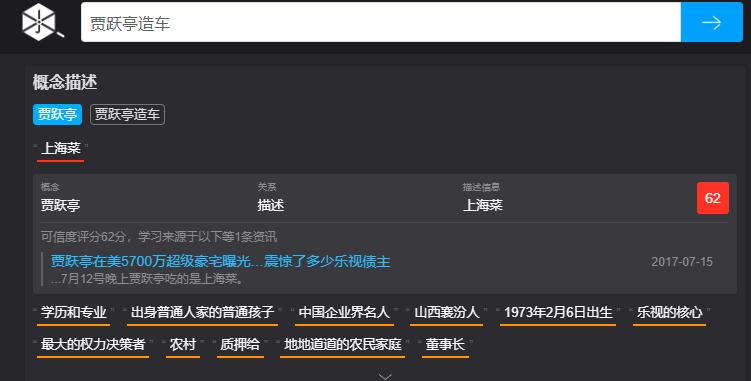 贾跃亭造车
概念描述
贾跃亭 贾跃亭造车
“ 上海菜 ”
概念 关系 描述信息
贾跃亭 描述 上海菜 62
可信度评分62分，学习来源于以下等1条资讯
贾跃亭在美5700万超级豪宅曝光...震惊了多少乐视债主 2017-07-15
...7月12号晚上贾跃亭吃的是上海菜。
“ 学历和专业 ” “ 出身普通人家的普通孩子 ” “ 中国企业界名人 ” “ 山西襄汾人 ” “ 1973年2月6日出生 ” “ 乐视的核心 ”
“ 最大的权力决策者 ” “ 农村 ” “ 质押给 ” “ 地地道道的农民家庭 ” “ 董事长 ”